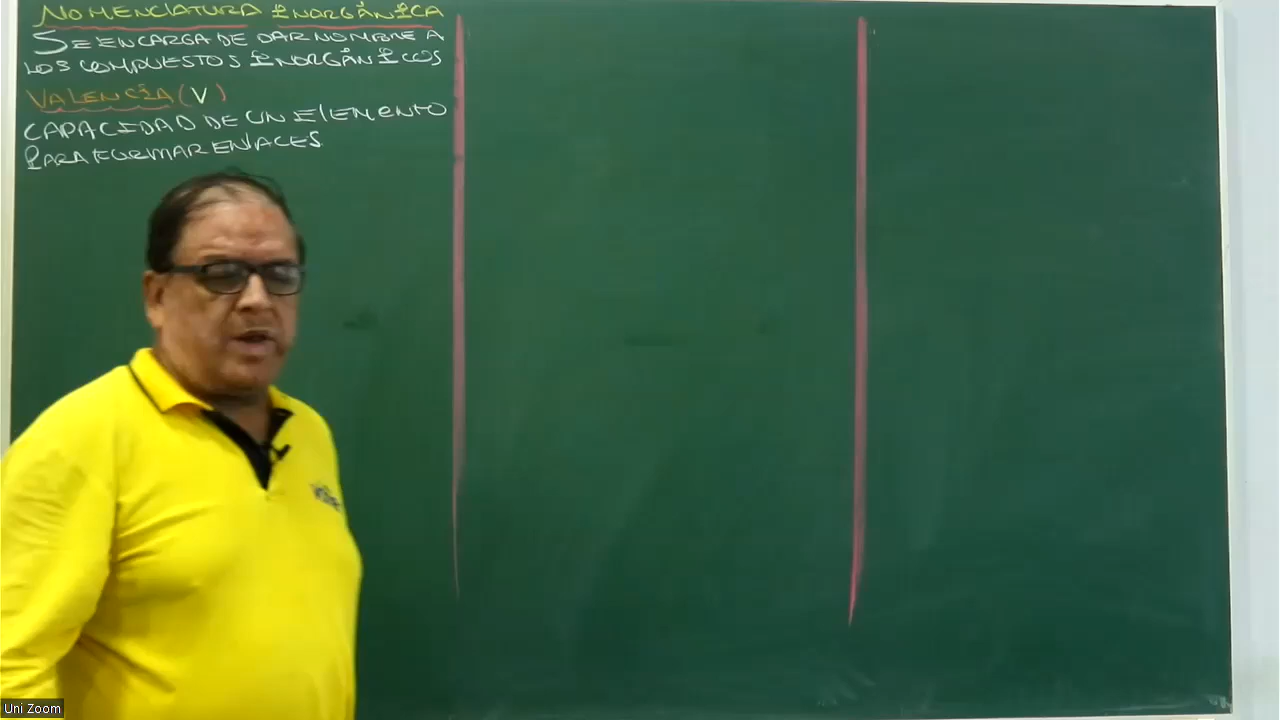 NOMENCLATURA INORGÁNICA
SE ENCARGA DE DAR NOMBRE A
LOS COMPUESTOS INORGÁNICOS
VALENCIA (V)
CAPACIDAD DE UN ELEMENTO
PARA FORMAR ENLACES
Uni Zoom